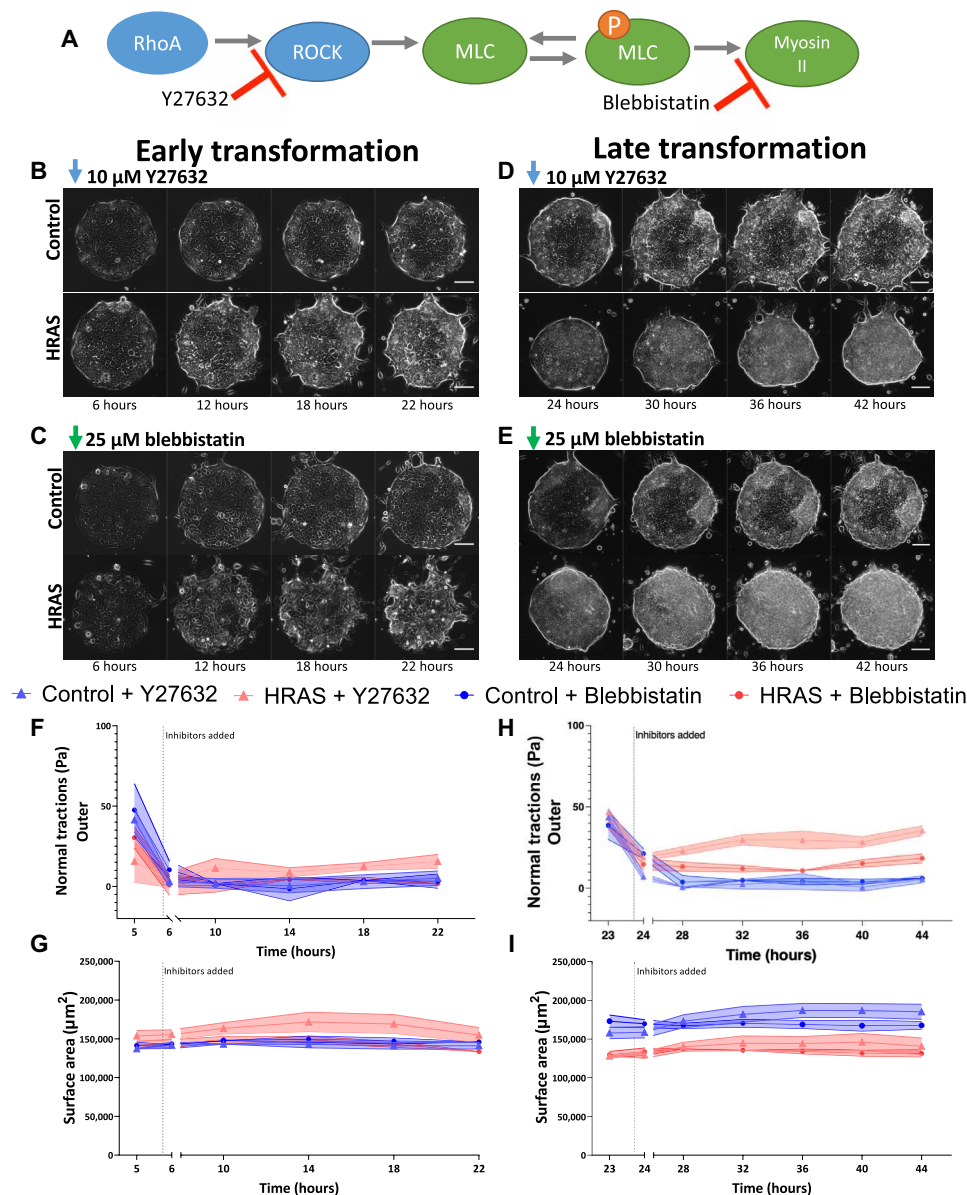 A
RhoA
ROCK
MLC
P
MLC
Myosin
II
Y27632
Blebbistatin
Early transformation
Late transformation
B
10 µM Y27632
D
10 µM Y27632
Control
HRAS
6 hours
12 hours
18 hours
22 hours
24 hours
30 hours
36 hours
42 hours
C
25 µM blebbistatin
E
25 µM blebbistatin
Control
HRAS
6 hours
12 hours
18 hours
22 hours
24 hours
30 hours
36 hours
42 hours
Control + Y27632
HRAS + Y27632
Control + Blebbistatin
HRAS + Blebbistatin
F
Inhibitors added
Normal tractions (Pa)
Outer
100
50
0
5
6
10
14
18
22
Time (hours)
H
Inhibitors added
Normal tractions (Pa)
Outer
100
50
0
23
24
28
32
36
40
44
Time (hours)
G
Inhibitors added
Surface area (µm²)
250,000
200,000
150,000
100,000
50,000
0
5
6
10
14
18
22
Time (hours)
I
Inhibitors added
Surface area (µm²)
250,000
200,000
150,000
100,000
50,000
0
23
24
28
32
36
40
44
Time (hours)